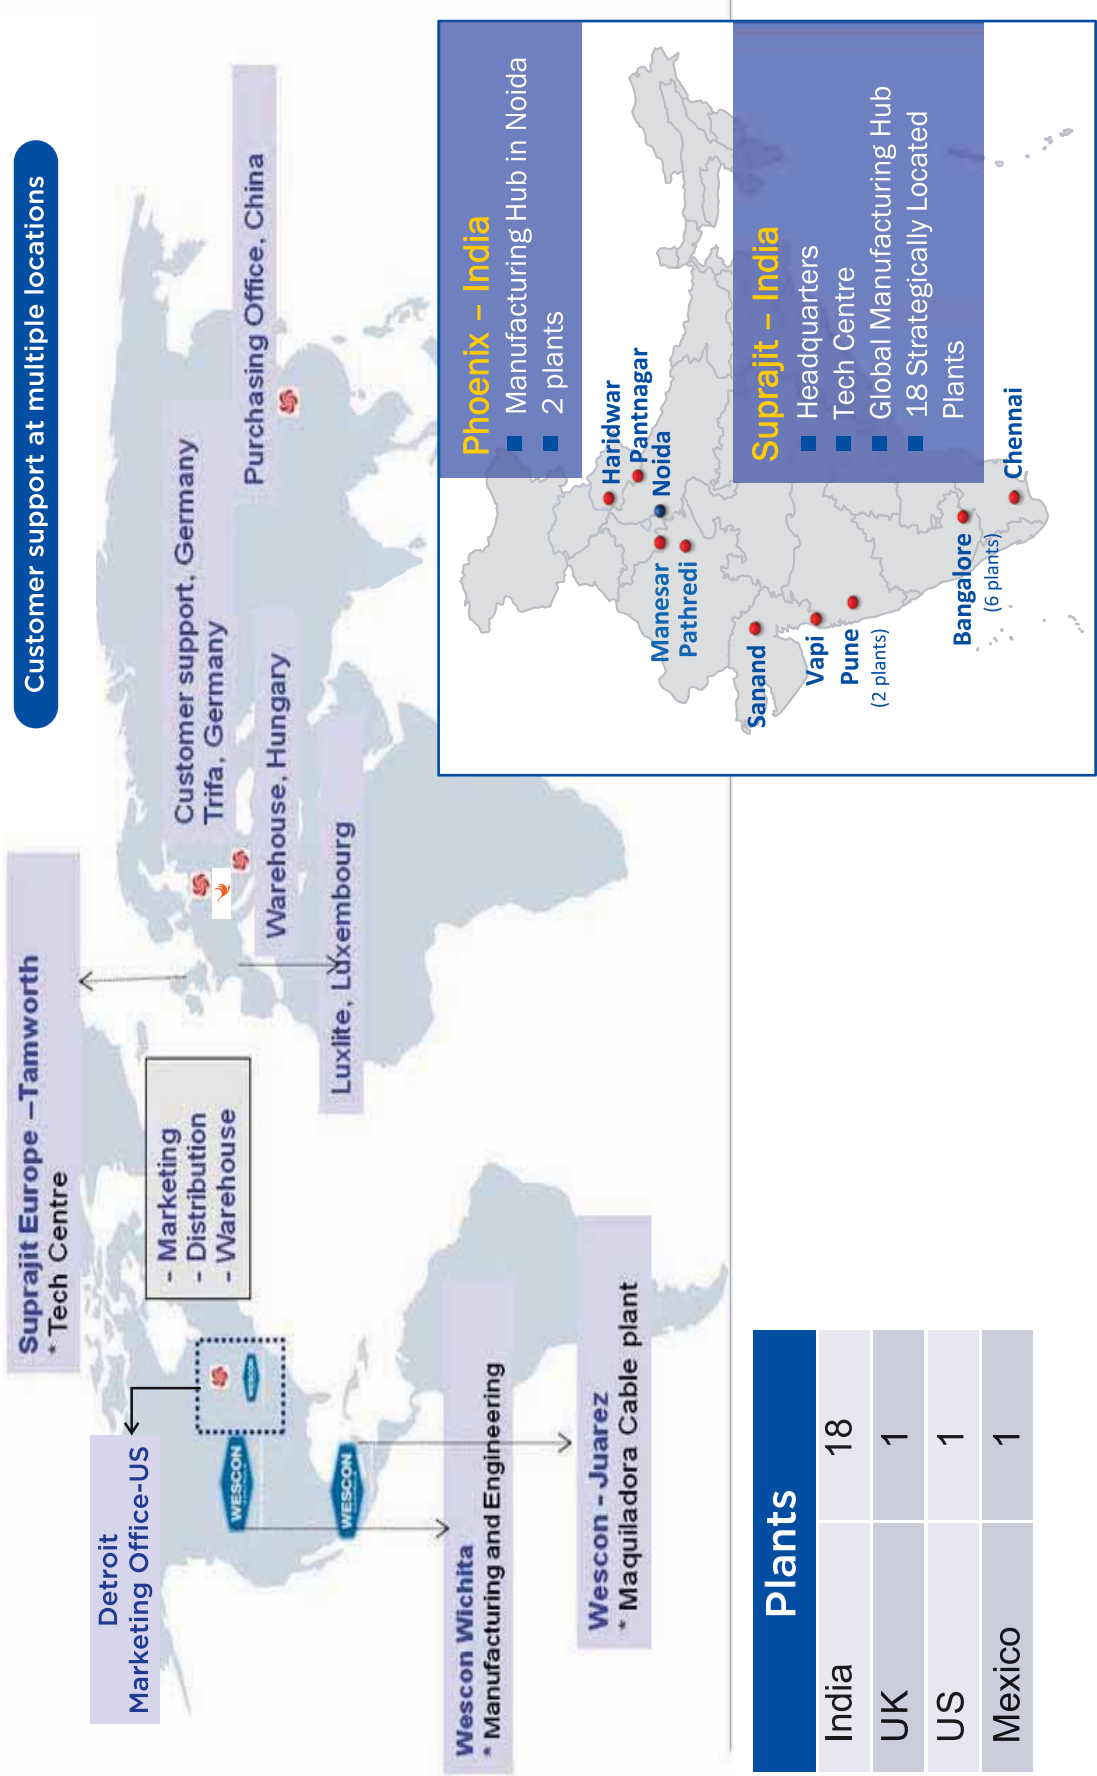 Customer support at multiple locations
Suprajit Europe –Tamworth
* Tech Centre
Detroit
Marketing Office-US
- Marketing
- Distribution
- Warehouse
Customer support, Germany
Trifa, Germany
Purchasing Office, China
Warehouse, Hungary
Luxlite, Luxembourg
WESCON
WESCON
WESCON
Wescon Wichita
* Manufacturing and Engineering
Wescon - Juarez
* Maquiladora Cable plant
Phoenix – India
Manufacturing Hub in Noida
2 plants
Haridwar
Pantnagar
Noida
Manesar
Pathredi
Sanand
Vapi
Pune
(2 plants)
Bangalore
(6 plants)
Chennai
Suprajit – India
Headquarters
Tech Centre
Global Manufacturing Hub
18 Strategically Located
Plants
Plants
India 18
UK 1
US 1
Mexico 1